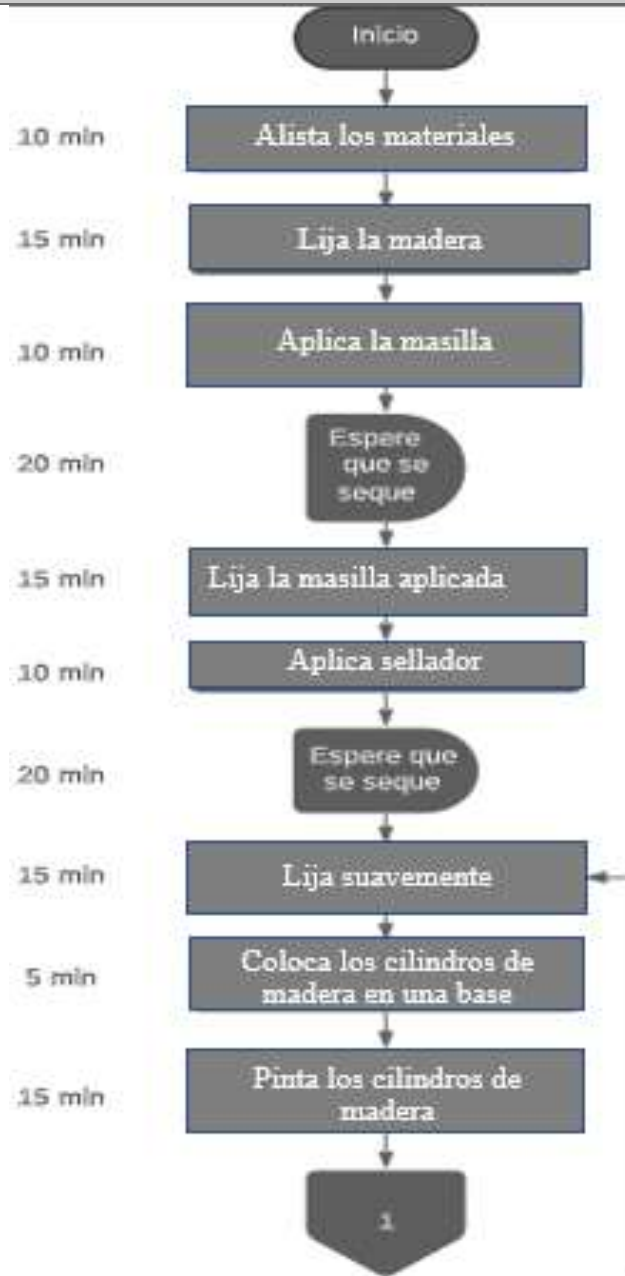 Inicio
10 min
Alista los materiales
15 min
Lija la madera
10 min
Aplica la masilla
20 min
Espere
que se
seque
15 min
Lija la masilla aplicada
10 min
Aplica sellador
20 min
Espere que
se seque
15 min
Lija suavemente
5 min
Coloca los cilindros de
madera en una base
15 min
Pinta los cilindros de
madera
1